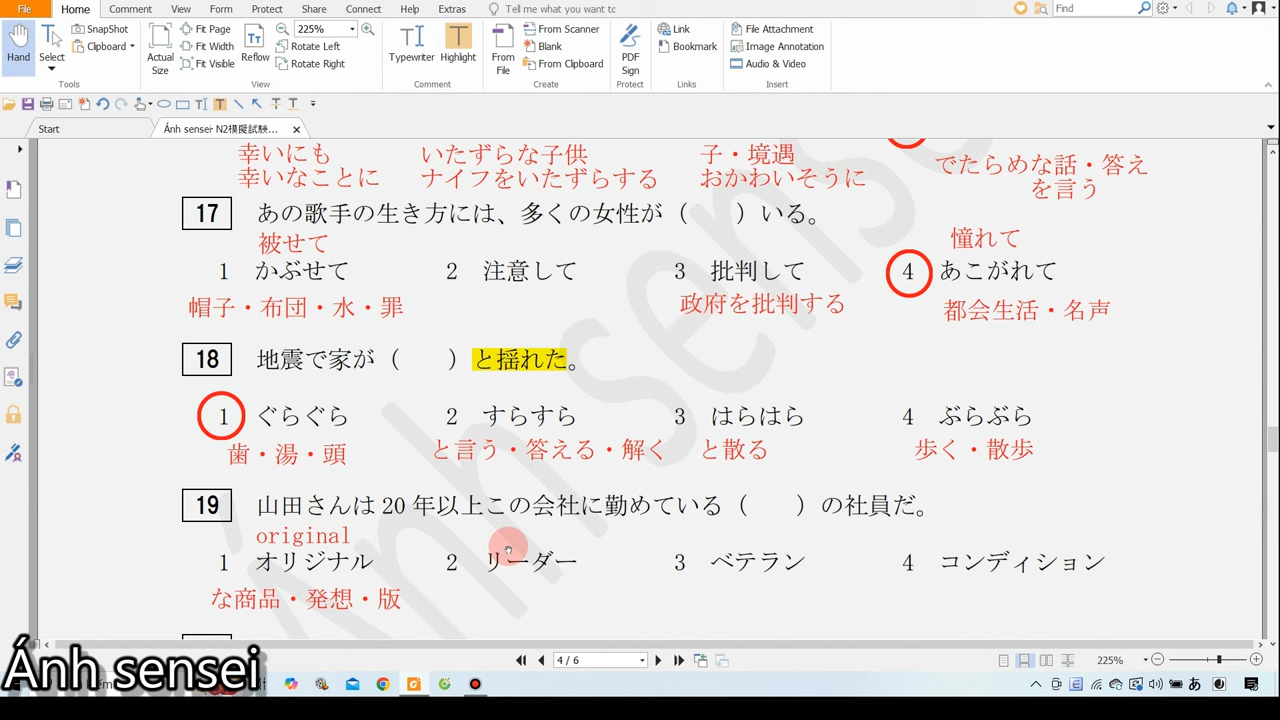 File Home Comment View Form Protect Share Connect Help Extras Tell me what you want tc Find
SnapShot Fit Page 225% From Scanner Link File Attachment
Clipboard Fit Width Rotate Left Blank Bookmark Image Annotation
Hand Select Actual Size Fit Visible Reflow Rotate Right Typewriter Highlight From File From Clipboard PDF Sign Audio & Video
Tools View Comment Create Protect Links Insert
Start Ánh sensei N2模擬試験...
幸いにも いたずらな子供 子・境遇 でたらめな話・答え
幸いなことに ナイフをいたずらする おかわいそうに を言う
17 あの歌手の生き方には、多くの女性が（ ）いる。
被せて 憧れて
1 かぶせて 2 注意して 3 批判して 4 あこがれて
帽子・布団・水・罪 政府を批判する 都会生活・名声
18 地震で家が（ ）と揺れた。
1 ぐらぐら 2 すらすら 3 はらはら 4 ぶらぶら
歯・湯・頭 と言う・答える・解く と散る 歩く・散歩
19 山田さんは 20 年以上この会社に勤めている（ ）の社員だ。
original
1 オリジナル 2 リーダー 3 ベテラン 4 コンディション
な商品・発想・版
Ánh sensei
Ánh sensei
4 / 6 225%
あ